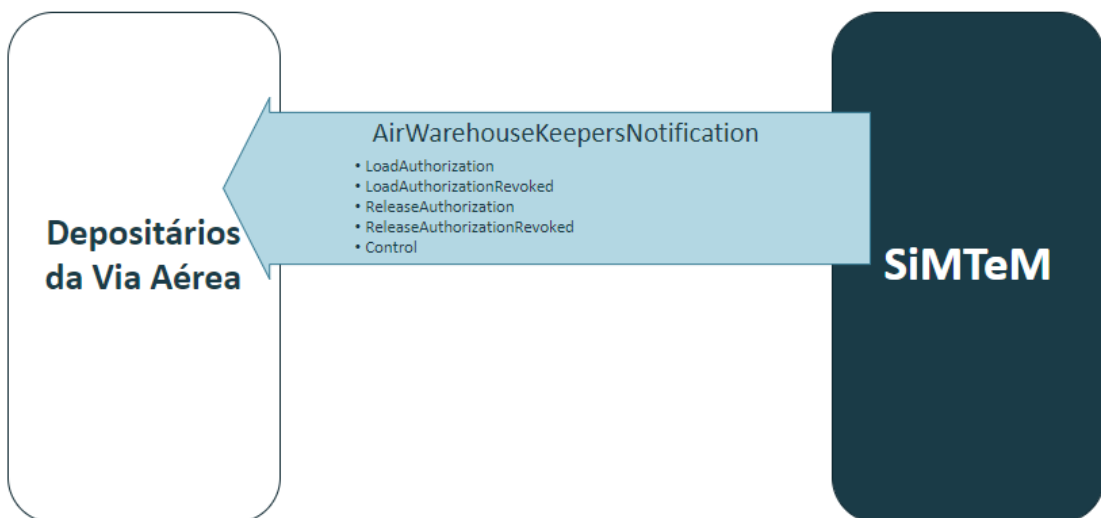 AirWarehouseKeepersNotification
• LoadAuthorization
• LoadAuthorizationRevoked
• ReleaseAuthorization
• ReleaseAuthorizationRevoked
• Control
Depositários
da Via Aérea
SiMTeM